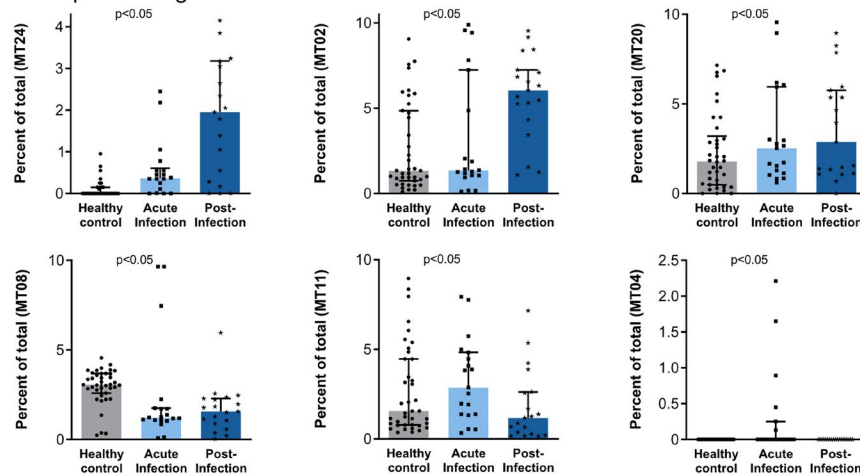 p<0.05
Percent of total (MT24)
4
3
2
1
0
Healthy control
Acute Infection
Post-Infection
p<0.05
Percent of total (MT02)
10
5
0
Healthy control
Acute Infection
Post-Infection
p<0.05
Percent of total (MT20)
10
5
0
Healthy control
Acute Infection
Post-Infection
p<0.05
Percent of total (MT08)
10
5
0
Healthy control
Acute Infection
Post-Infection
p<0.05
Percent of total (MT11)
10
5
0
Healthy control
Acute Infection
Post-Infection
p<0.05
Percent of total (MT04)
2.5
2.0
1.5
1.0
0.5
0.0
Healthy control
Acute Infection
Post-Infection